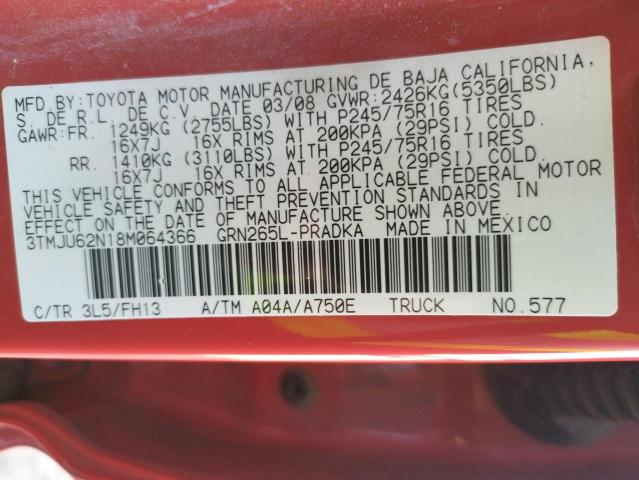 MFD.BY:TOYOTA MOTOR MANUFACTURING DE BAJA CALIFORNIA,
S. DE R.L. DE C.V. DATE 03/08 GVWR:2426KG(5350LBS)
GAWR:FR. 1249KG (2755LBS) WITH P245/75R16 TIRES
16X7J 16X RIMS AT 200KPA (29PSI) COLD.
RR. 1410KG (3110LBS) WITH P245/75R16 TIRES
16X7J 16X RIMS AT 200KPA (29PSI) COLD.
THIS VEHICLE CONFORMS TO ALL APPLICABLE FEDERAL MOTOR
VEHICLE SAFETY AND THEFT PREVENTION STANDARDS IN
EFFECT ON THE DATE OF MANUFACTURE SHOWN ABOVE.
3TMJU62N18M064366 GRN265L-PRADKA MADE IN MEXICO
C/TR 3L5/FH13 A/TM A04A/A750E TRUCK NO.577